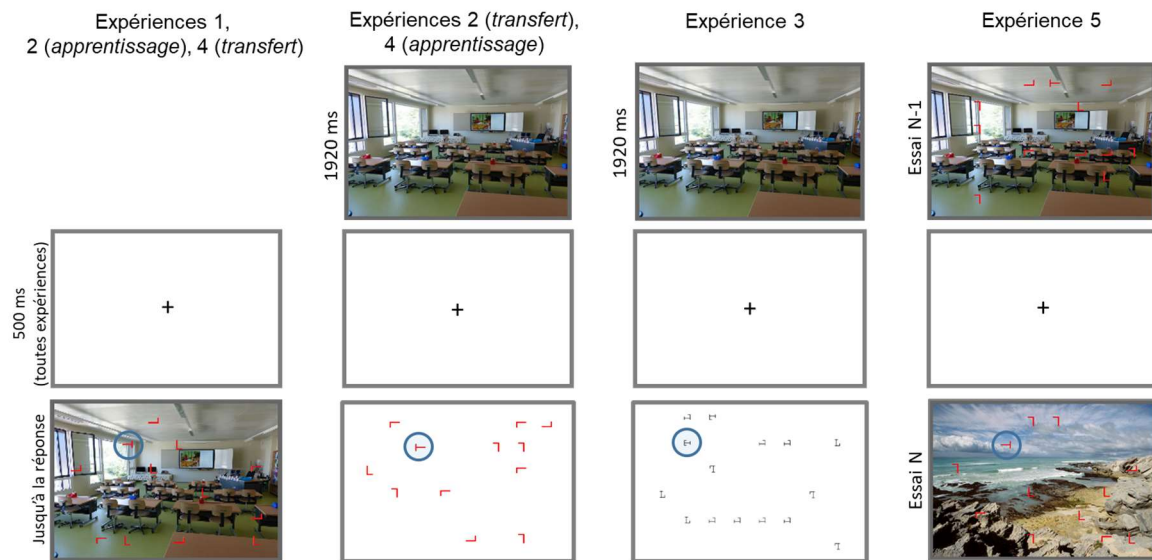 Expériences 1,
2 (apprentissage), 4 (transfert)
Expériences 2 (transfert),
4 (apprentissage)
Expérience 3
Expérience 5
1920 ms
1920 ms
Essai N-1
500 ms
(toutes expériences)
Jusqu'à la réponse
Essai N